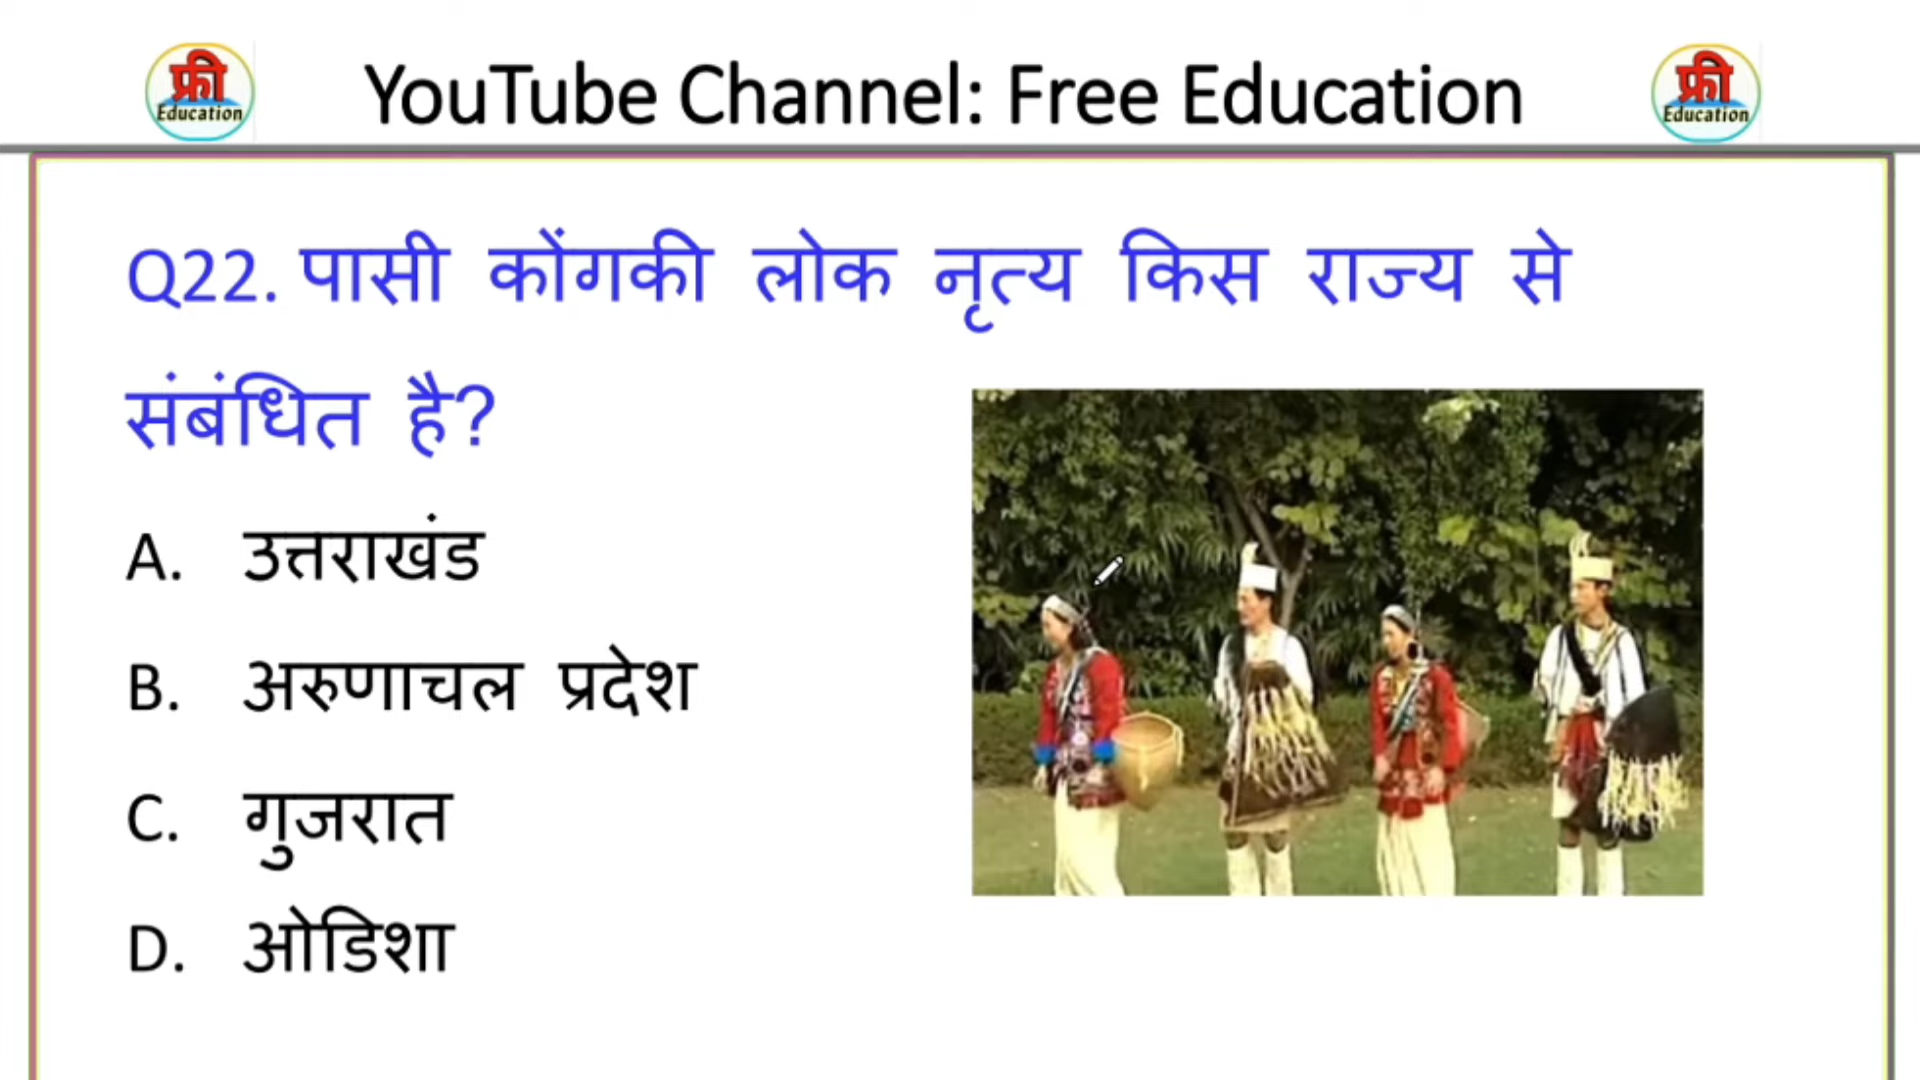 फ्री
Education
YouTube Channel: Free Education
फ्री
Education
Q22. पासी कोंगकी लोक नृत्य किस राज्य से
संबंधित है?
A. उत्तराखंड
B. अरुणाचल प्रदेश
C. गुजरात
D. ओडिशा